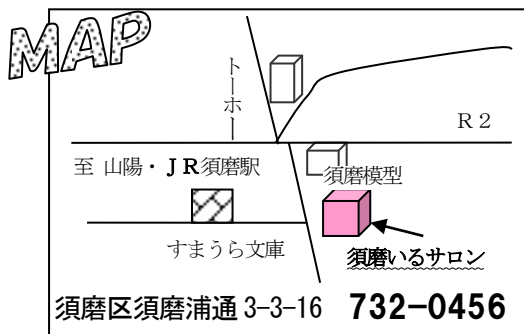 MAP
トーホー
R2
至 山陽・JR須磨駅
須磨模型
すまうら文庫
須磨いるサロン
須磨区須磨浦通 3-3-16 732-0456